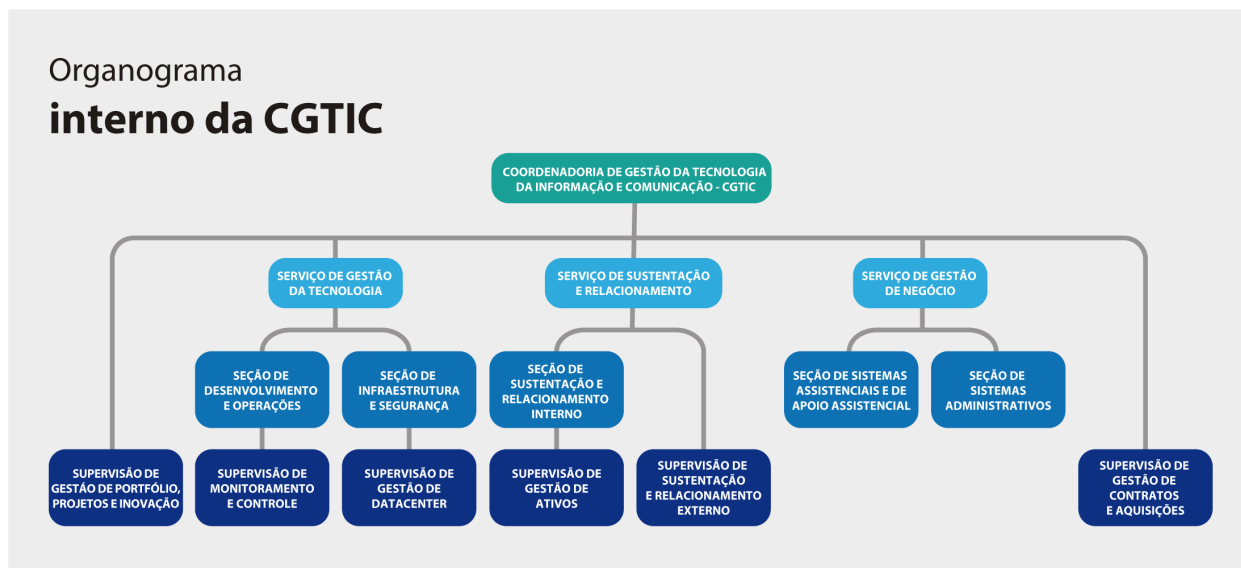 Organograma
interno da CGTIC
COORDENADORIA DE GESTÃO DA TECNOLOGIA
DA INFORMAÇÃO E COMUNICAÇÃO - CGTIC
SERVIÇO DE GESTÃO
DA TECNOLOGIA
SERVIÇO DE SUSTENTAÇÃO
E RELACIONAMENTO
SERVIÇO DE GESTÃO
DE NEGÓCIO
SEÇÃO DE
DESENVOLVIMENTO
E OPERAÇÕES
SEÇÃO DE
INFRAESTRUTURA
E SEGURANÇA
SEÇÃO DE
SUSTENTAÇÃO E
RELACIONAMENTO
INTERNO
SEÇÃO DE SISTEMAS
ASSISTENCIAIS E DE
APOIO ASSISTENCIAL
SEÇÃO DE
SISTEMAS
ADMINISTRATIVOS
SUPERVISÃO DE
GESTÃO DE PORTFÓLIO,
PROJETOS E INOVAÇÃO
SUPERVISÃO DE
MONITORAMENTO
E CONTROLE
SUPERVISÃO DE
GESTÃO DE
DATACENTER
SUPERVISÃO DE
GESTÃO DE
ATIVOS
SUPERVISÃO DE
SUSTENTAÇÃO
E RELACIONAMENTO
EXTERNO
SUPERVISÃO DE
GESTÃO DE
CONTRATOS
E AQUISIÇÕES